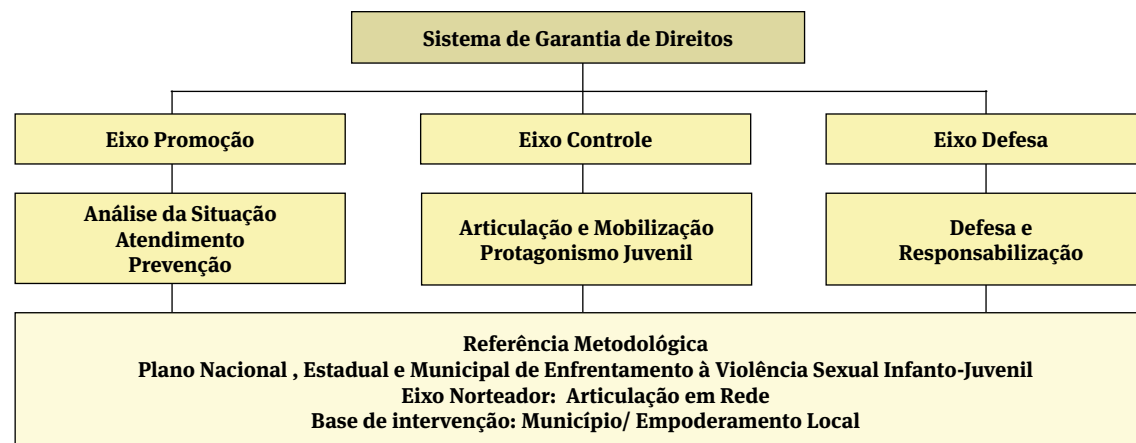 Sistema de Garantia de Direitos
Eixo Promoção
Eixo Controle
Eixo Defesa
Análise da Situação
Atendimento
Prevenção
Articulação e Mobilização
Protagonismo Juvenil
Defesa e
Responsabilização
Referência Metodológica
Plano Nacional , Estadual e Municipal de Enfrentamento à Violência Sexual Infanto-Juvenil
Eixo Norteador: Articulação em Rede
Base de intervenção: Município/ Empoderamento Local